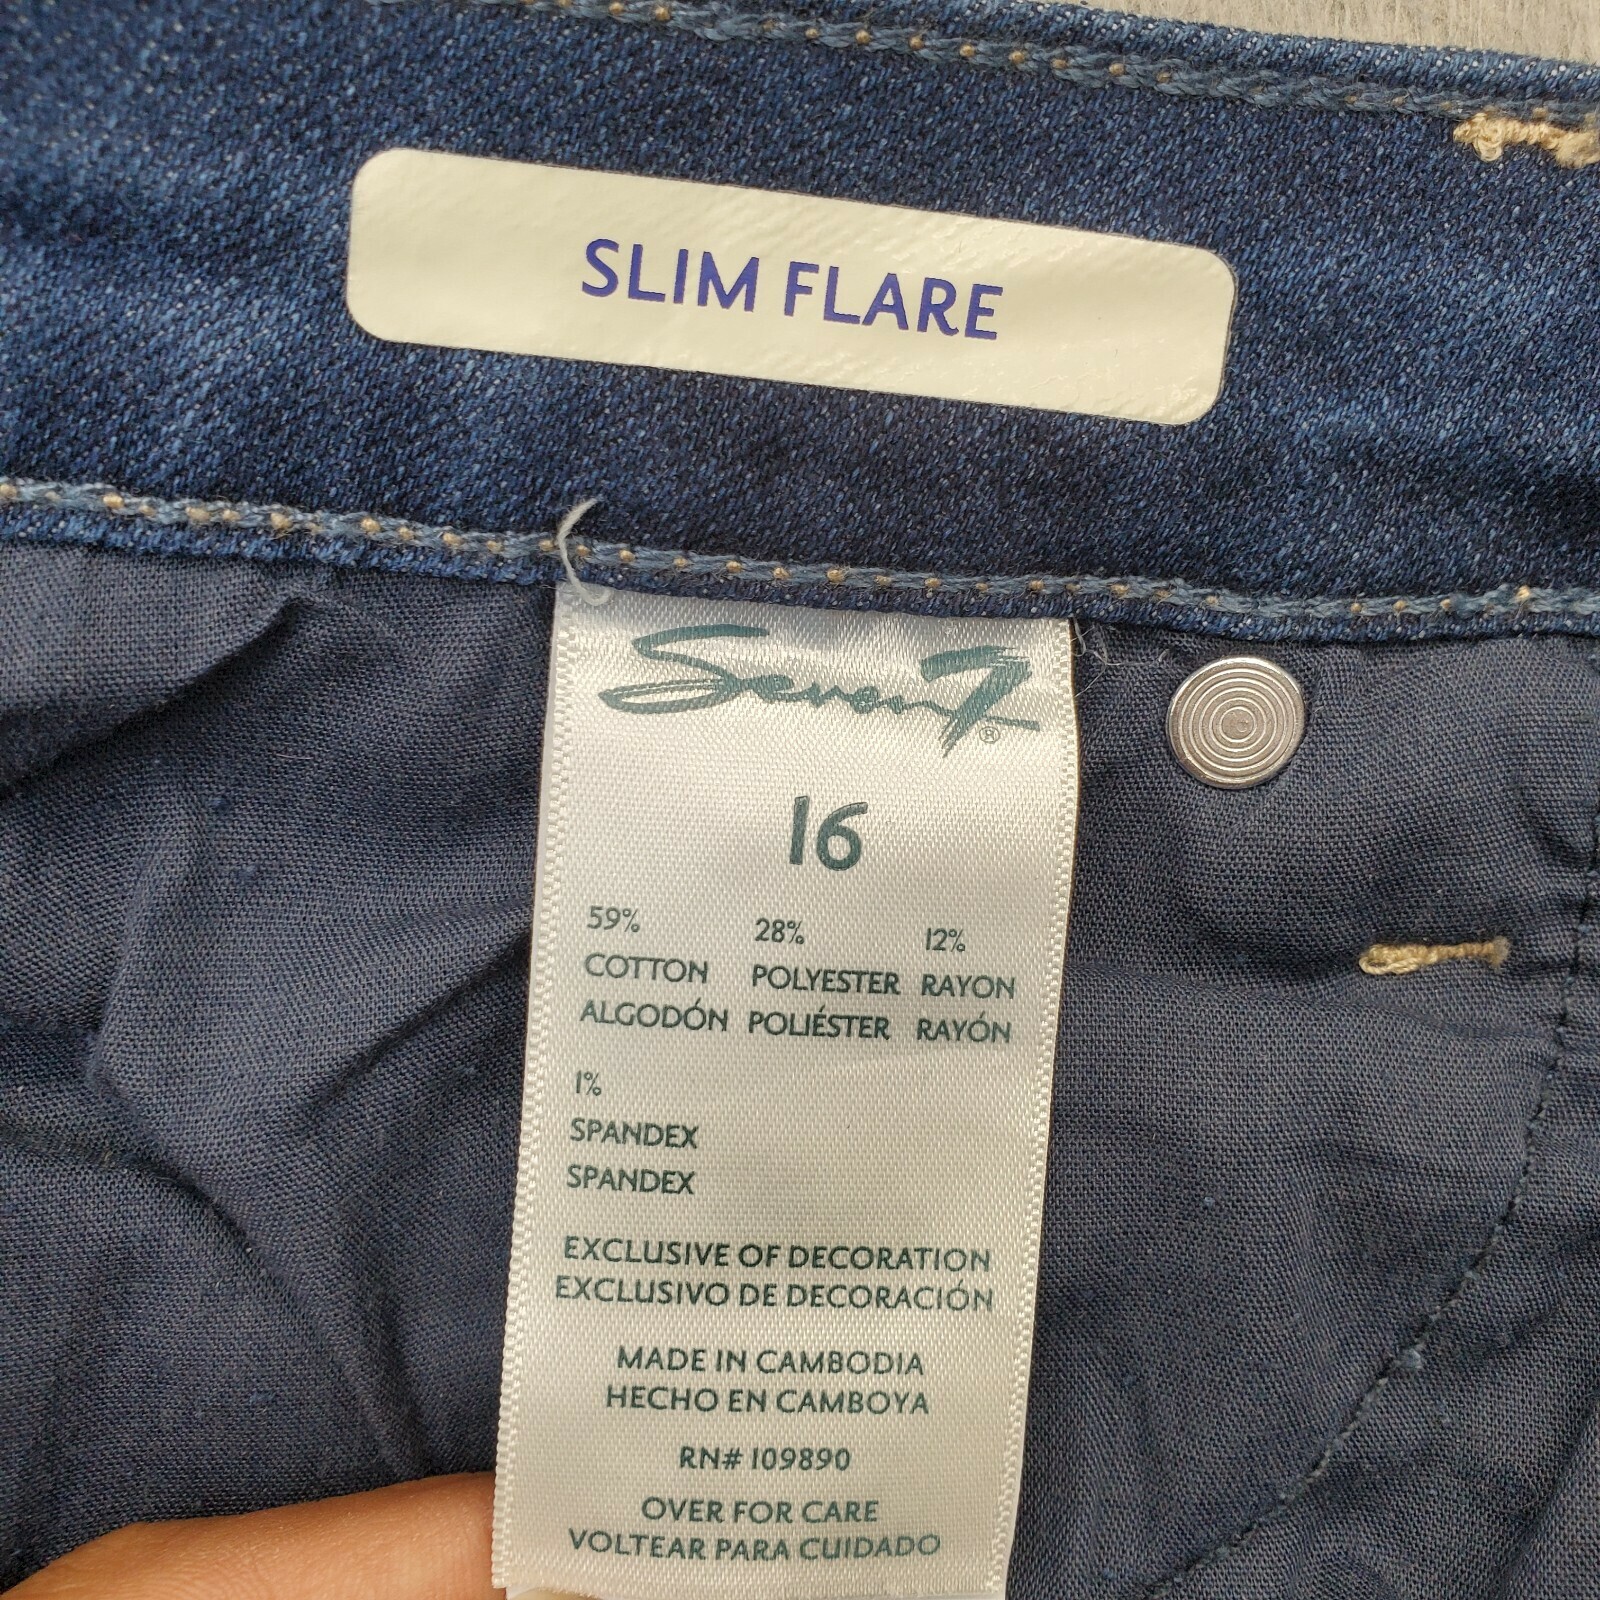 SLIM FLARE
Seven7®
16
59% 28% 12%
COTTON POLYESTER RAYON
ALGODÓN POLIÉSTER RAYÓN
1%
SPANDEX
SPANDEX
EXCLUSIVE OF DECORATION
EXCLUSIVO DE DECORACIÓN
MADE IN CAMBODIA
HECHO EN CAMBOYA
RN# 109890
OVER FOR CARE
VOLTEAR PARA CUIDADO